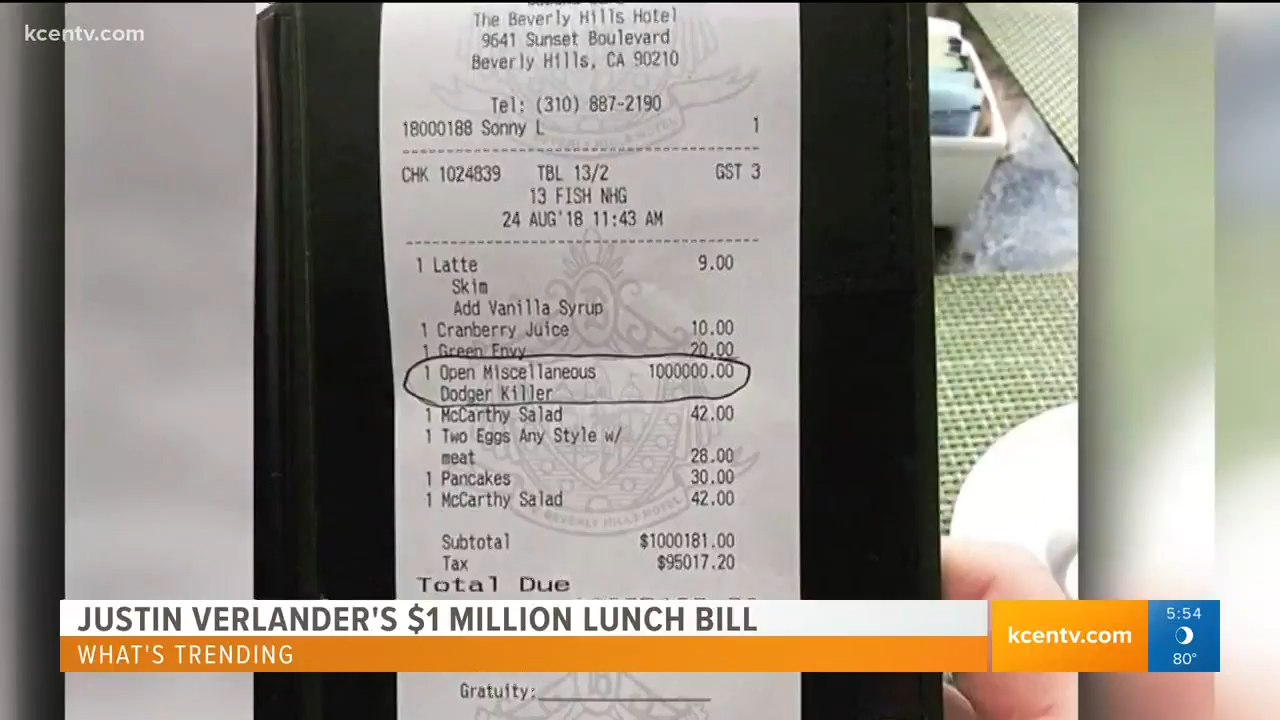 kcentv.com
The Beverly Hills Hotel
9641 Sunset Boulevard
Beverly Hills, CA 90210
Tel: (310) 887-2190
18000188 Sonny L 1
CHK 1024839 TBL 13/2 GST 3
13 FISH NHG
24 AUG'18 11:43 AM
1 Latte 9.00
Skim
Add Vanilla Syrup
1 Cranberry Juice 10.00
1 Green Envy 20.00
1 Open Miscellaneous 1000000.00
Dodger Killer
1 McCarthy Salad 42.00
1 Two Eggs Any Style w/
meat 28.00
1 Pancakes 30.00
1 McCarthy Salad 42.00
BEVERLY HILLS HOTEL
Subtotal $1000181.00
Tax $95017.20
Total Due
JUSTIN VERLANDER'S $1 MILLION LUNCH BILL
WHAT'S TRENDING
kcentv.com
5:54
80°
Gratuity: